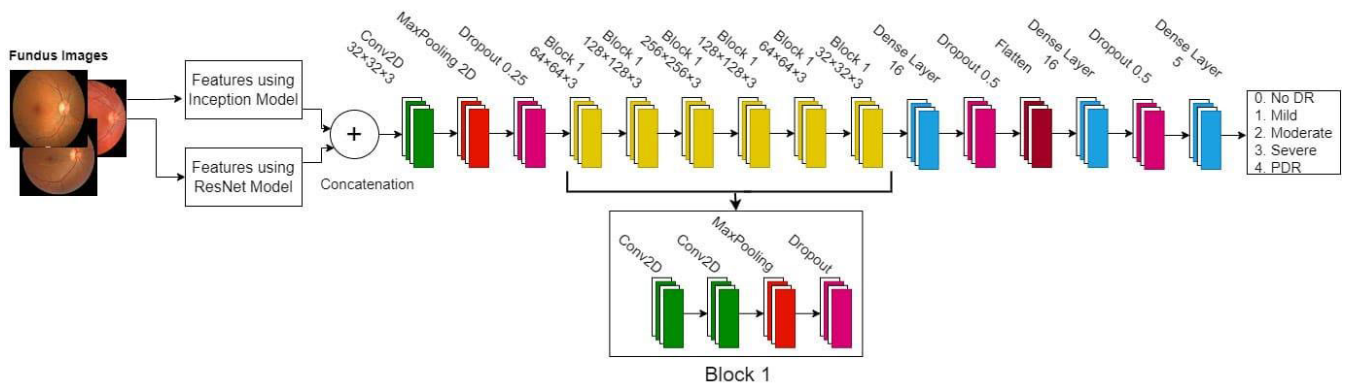 Fundus Images
Features using
Inception Model
Features using
ResNet Model
+
Concatenation
Conv2D
32×32×3
MaxPooling 2D
Dropout 0.25
Block 1
64×64×3
Block 1
128×128×3
Block 1
256×256×3
Block 1
128×128×3
Block 1
64×64×3
Block 1
32×32×3
Dense Layer
16
Dropout 0.5
Flatten
Dense Layer
16
Dropout 0.5
Dense Layer
5
0. No DR
1. Mild
2. Moderate
3. Severe
4. PDR
Conv2D
Conv2D
MaxPooling
Dropout
Block 1